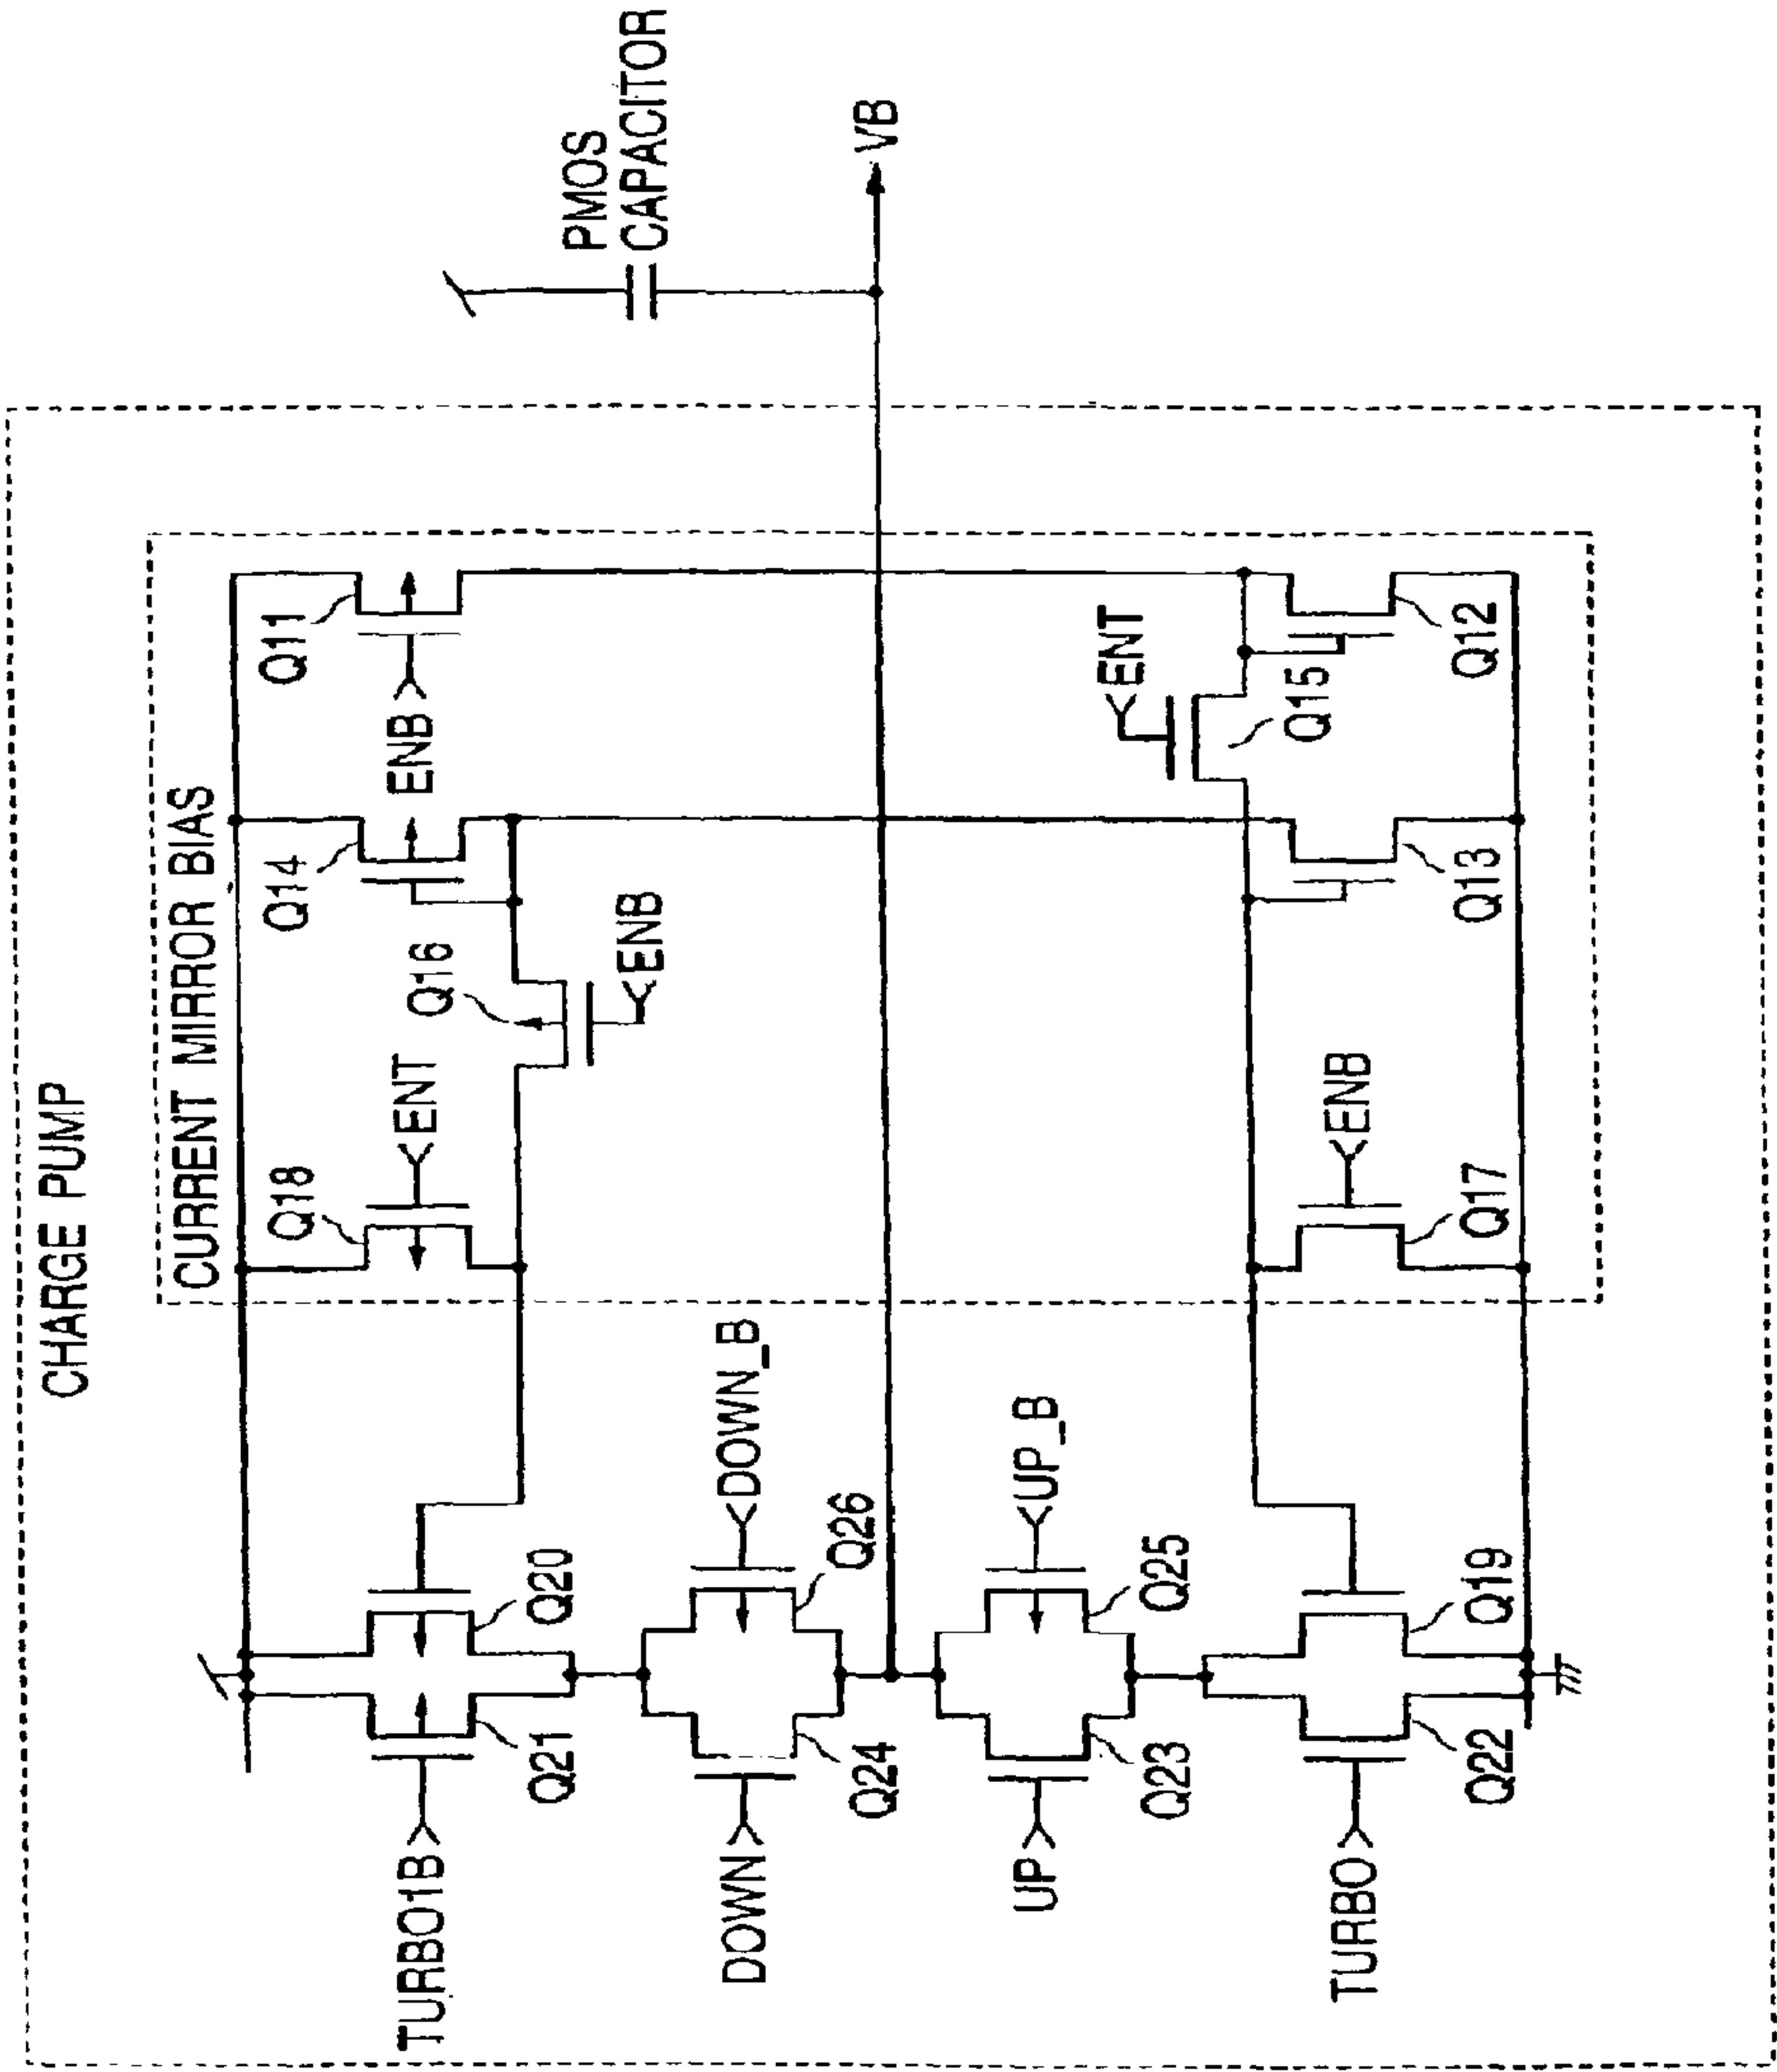 CHARGE PUMP
CURRENT MIRROR BIAS
PMOS
CAPACITOR
VB
TURBO1B
Q21
Q20
Q18
ENT
Q16
ENB
Q14
ENB
Q11
DOWN
Q24
Q26
DOWN_B
UP
Q23
Q25
UP_B
TURBO
Q22
Q19
Q17
ENB
Q13
Q15
ENT
Q12